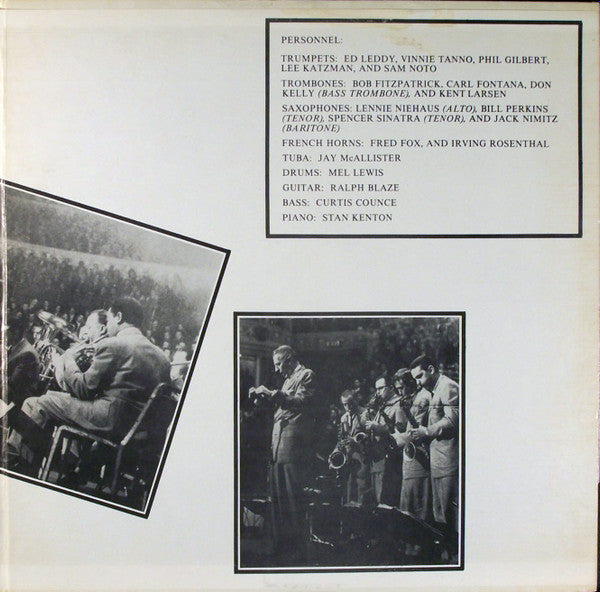 PERSONNEL:
TRUMPETS: ED LEDDY, VINNIE TANNO, PHIL GILBERT,
LEE KATZMAN, AND SAM NOTO
TROMBONES: BOB FITZPATRICK, CARL FONTANA, DON
KELLY (BASS TROMBONE), AND KENT LARSEN
SAXOPHONES: LENNIE NIEHAUS (ALTO), BILL PERKINS
(TENOR), SPENCER SINATRA (TENOR), AND JACK NIMITZ
(BARITONE)
FRENCH HORNS: FRED FOX, AND IRVING ROSENTHAL
TUBA: JAY McALLISTER
DRUMS: MEL LEWIS
GUITAR: RALPH BLAZE
BASS: CURTIS COUNCE
PIANO: STAN KENTON